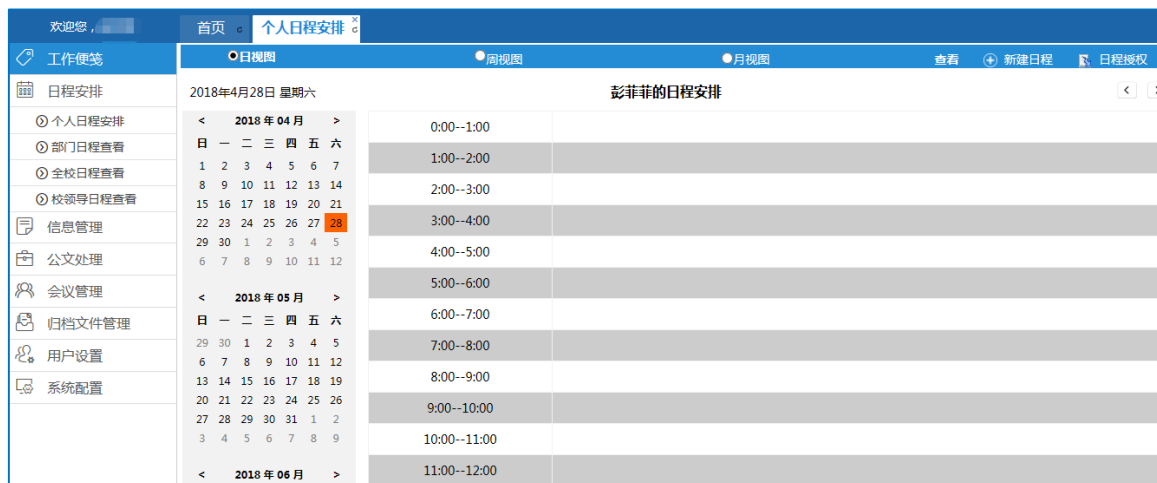 欢迎您，
首页 个人日程安排
工作便笺
日视图 周视图 月视图 查看 新建日程 日程授权
日程安排
个人日程安排
部门日程查看
全校日程查看
校领导日程查看
信息管理
公文处理
会议管理
归档文件管理
用户设置
系统配置
2018年4月28日 星期六 彭菲菲的日程安排 < >
< 2018 年 04 月 >
日 一 二 三 四 五 六
1 2 3 4 5 6 7
8 9 10 11 12 13 14
15 16 17 18 19 20 21
22 23 24 25 26 27 28
29 30 1 2 3 4 5
6 7 8 9 10 11 12
< 2018 年 05 月 >
日 一 二 三 四 五 六
29 30 1 2 3 4 5
6 7 8 9 10 11 12
13 14 15 16 17 18 19
20 21 22 23 24 25 26
27 28 29 30 31 1 2
3 4 5 6 7 8 9
< 2018 年 06 月 >
0:00--1:00
1:00--2:00
2:00--3:00
3:00--4:00
4:00--5:00
5:00--6:00
6:00--7:00
7:00--8:00
8:00--9:00
9:00--10:00
10:00--11:00
11:00--12:00